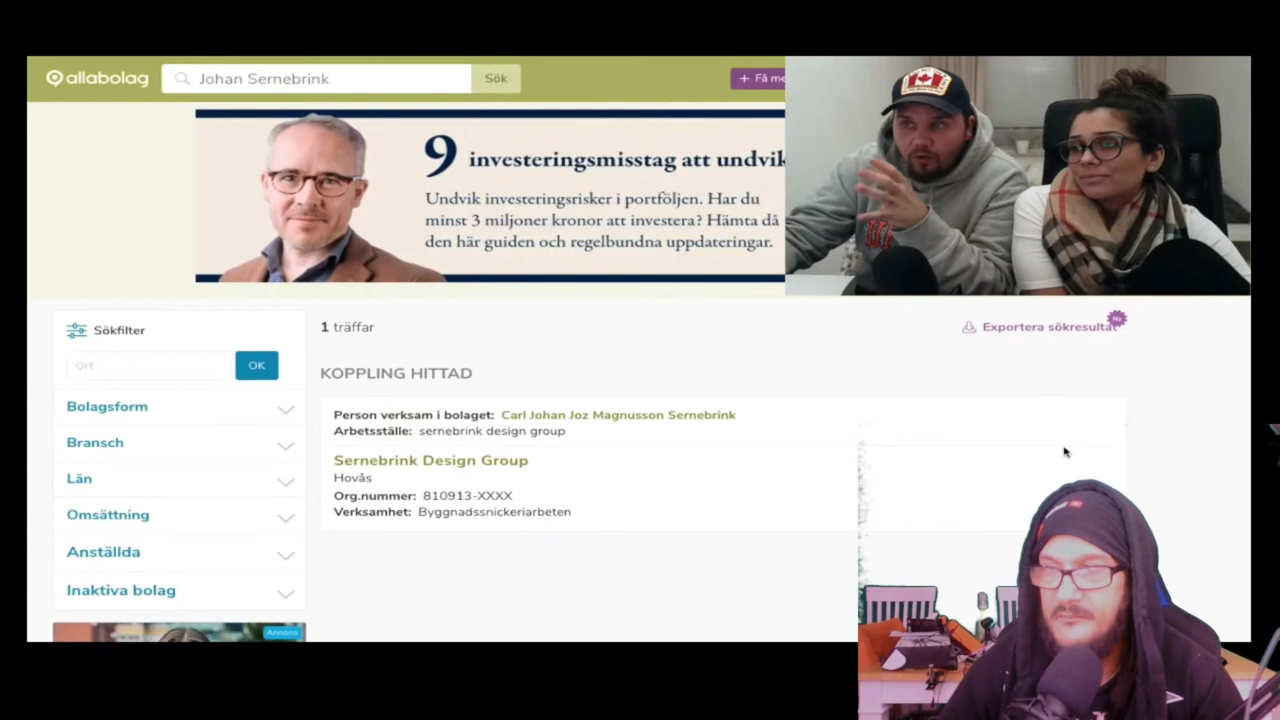 allabolag
Johan Sernebrink
Sök
+ Få me
9 investeringsmisstag att undvik
Undvik investeringsrisker i portföljen. Har du
minst 3 miljoner kronor att investera? Hämta då
den här guiden och regelbundna uppdateringar.
Sökfilter
Ort
OK
Bolagsform
Bransch
Län
Omsättning
Anställda
Inaktiva bolag
Annons
1 träffar
Exportera sökresultat
KOPPLING HITTAD
Person verksam i bolaget: Carl Johan Joz Magnusson Sernebrink
Arbetsställe: sernebrink design group
Sernebrink Design Group
Hovås
Org.nummer: 810913-XXXX
Verksamhet: Byggnadssnickeriarbeten